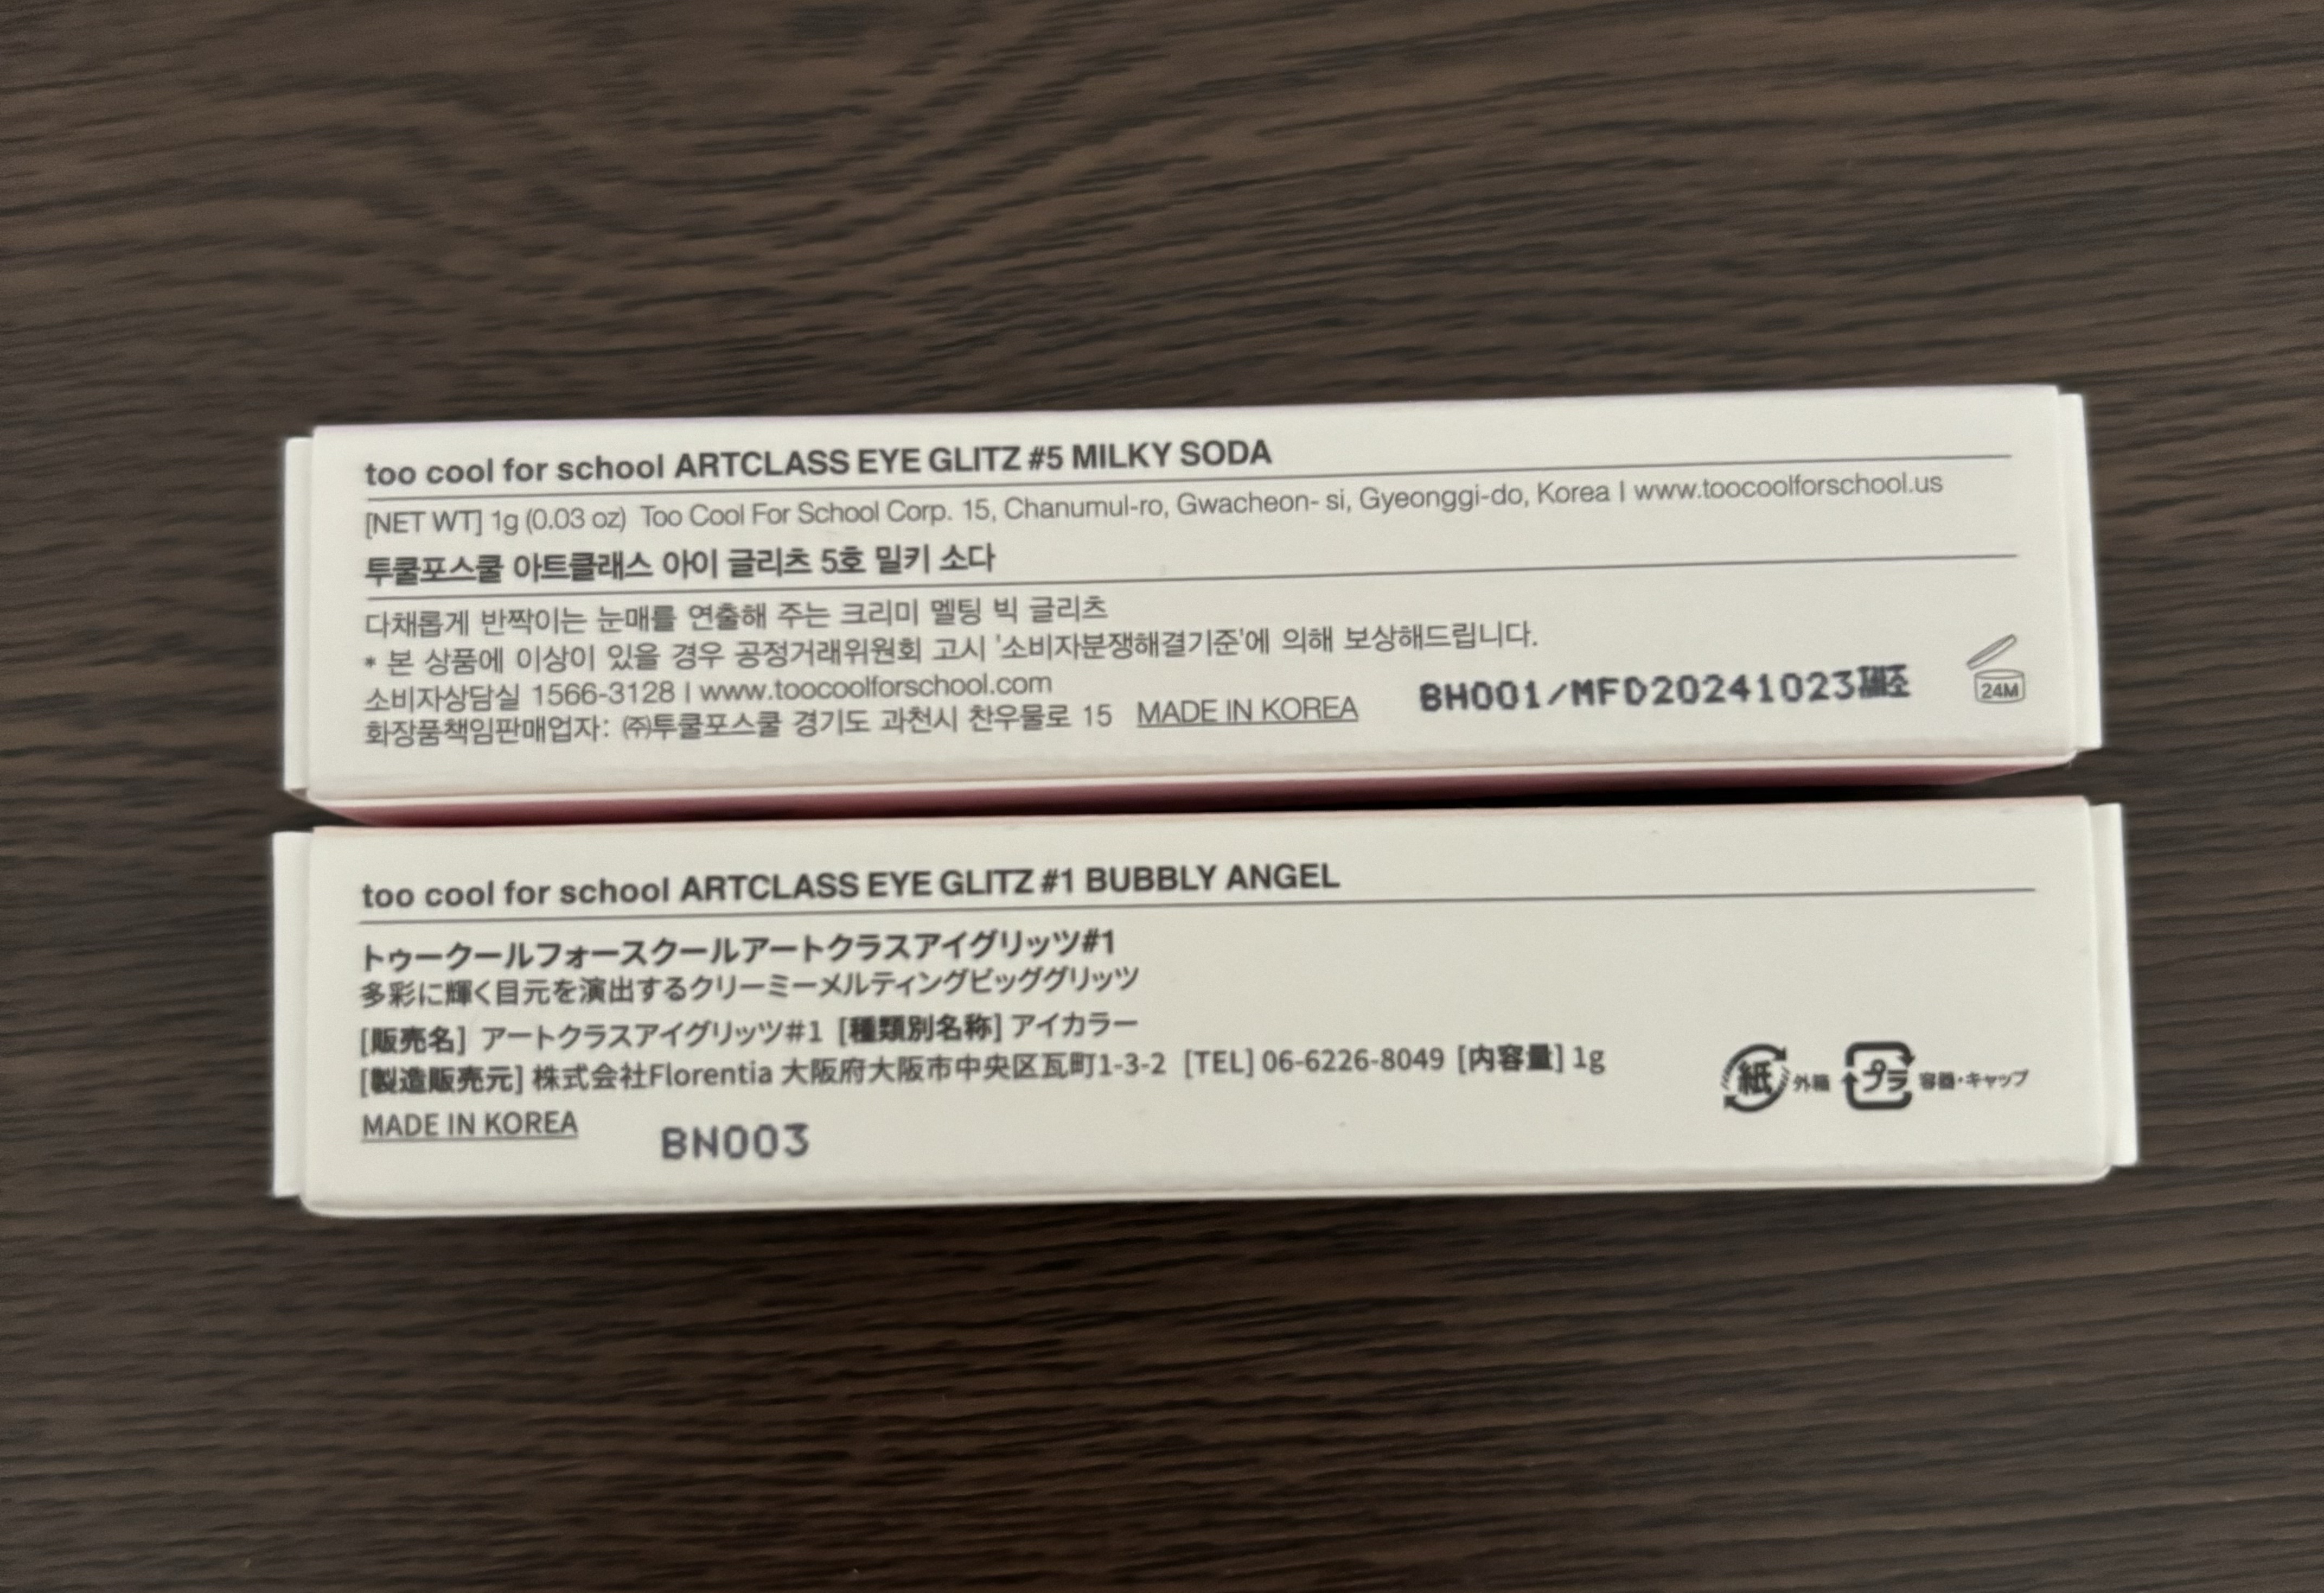 too cool for school ARTCLASS EYE GLITZ #5 MILKY SODA
[NET WT] 1g (0.03 oz) Too Cool For School Corp. 15, Chanumul-ro, Gwacheon- si, Gyeonggi-do, Korea | www.toocoolforschool.us
투쿨포스쿨 아트클래스 아이 글리츠 5호 밀키 소다
다채롭게 반짝이는 눈매를 연출해 주는 크리미 멜팅 빅 글리츠
* 본 상품에 이상이 있을 경우 공정거래위원회 고시 '소비자분쟁해결기준'에 의해 보상해드립니다.
소비자상담실 1566-3128 | www.toocoolforschool.com
화장품책임판매업자: ㈜투쿨포스쿨 경기도 과천시 찬우물로 15 MADE IN KOREA
BH001/MFD20241023제조
24M
too cool for school ARTCLASS EYE GLITZ #1 BUBBLY ANGEL
トゥークールフォースクールアートクラスアイグリッツ#1
多彩に輝く目元を演出するクリーミーメルティングビッググリッツ
[販売名] アートクラスアイグリッツ#1 [種類別名称] アイカラー
[製造販売元] 株式会社Florentia 大阪府大阪市中央区瓦町1-3-2 [TEL] 06-6226-8049 [内容量] 1g
紙 外箱 プラ 容器・キャップ
MADE IN KOREA
BN003